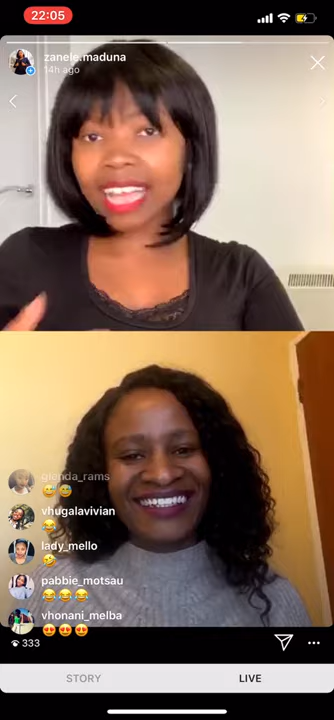 22:05
zanele.maduna
14h ago
glenda_rams
😅😅
vhugalavivian
😂
lady_mello
🤣
pabbie_motsau
😂😂😂
vhonani_melba
😍😍😍
333
STORY
LIVE